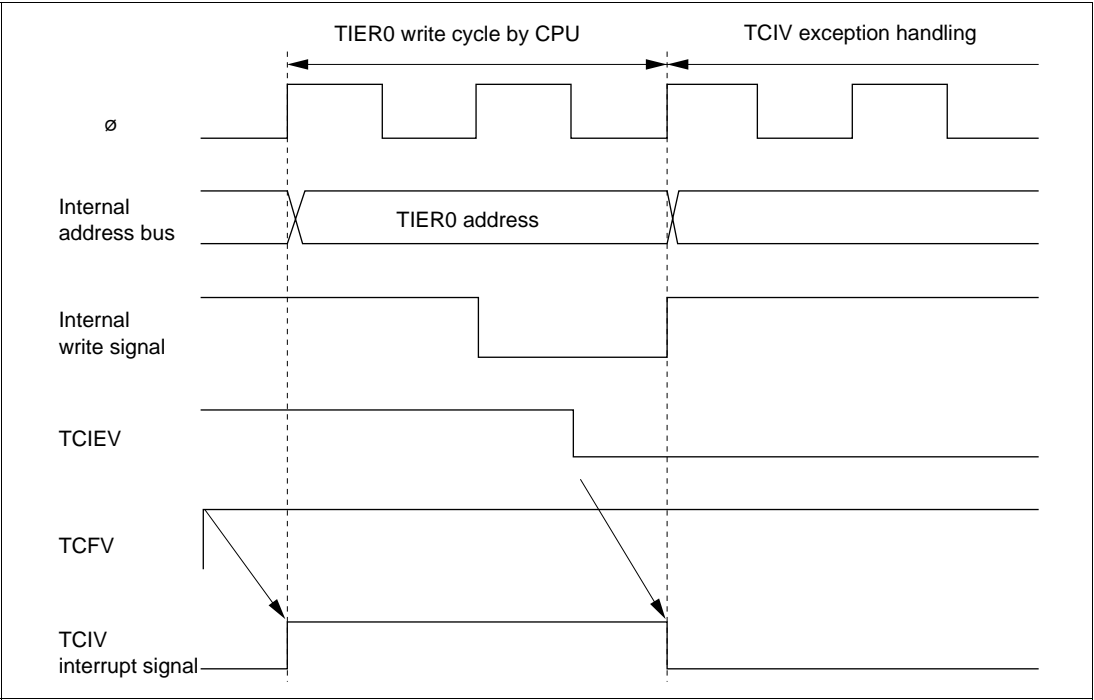 TIER0 write cycle by CPU
TCIV exception handling
ø
Internal
address bus
TIER0 address
Internal
write signal
TCIEV
TCFV
TCIV
interrupt signal